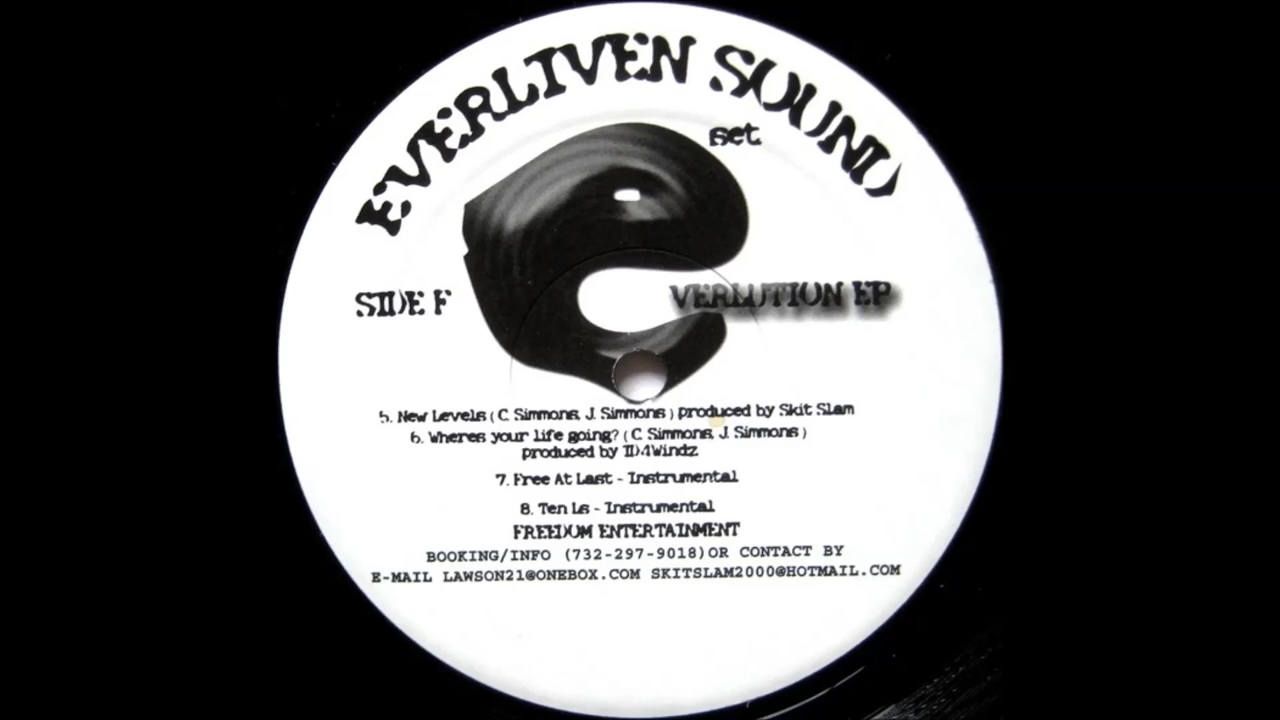 EVERLIVEN SOUND
set
SIDE F
VERLUTION EP
5. New Levels ( C. Simmons, J. Simmons ) produced by Skit Slam
6. Wheres your life going? ( C. Simmons, J. Simmons )
produced by ID4Windz
7. Free At Last - Instrumental
8. Ten Ls - Instrumental
FREEDOM ENTERTAINMENT
BOOKING/INFO (732-297-9018)OR CONTACT BY
E-MAIL LAWSON21@ONEBOX.COM SKITSLAM2000@HOTMAIL.COM